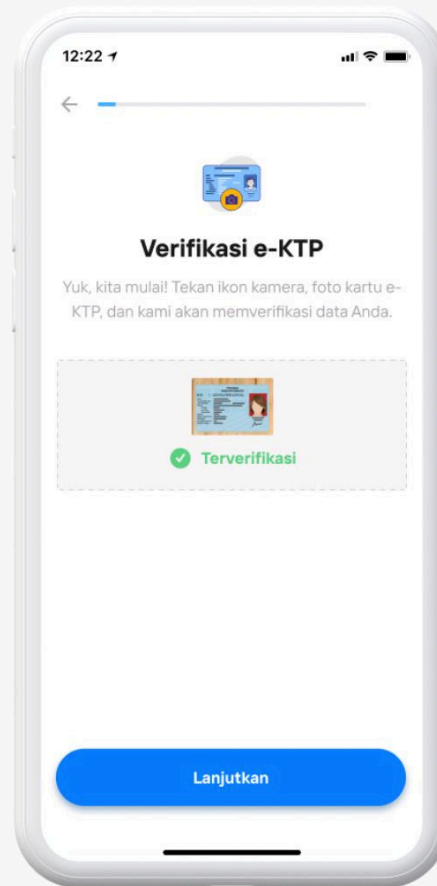 12:22
Verifikasi e-KTP
Yuk, kita mulai! Tekan ikon kamera, foto kartu e-
KTP, dan kami akan memverifikasi data Anda.
Terverifikasi
Lanjutkan